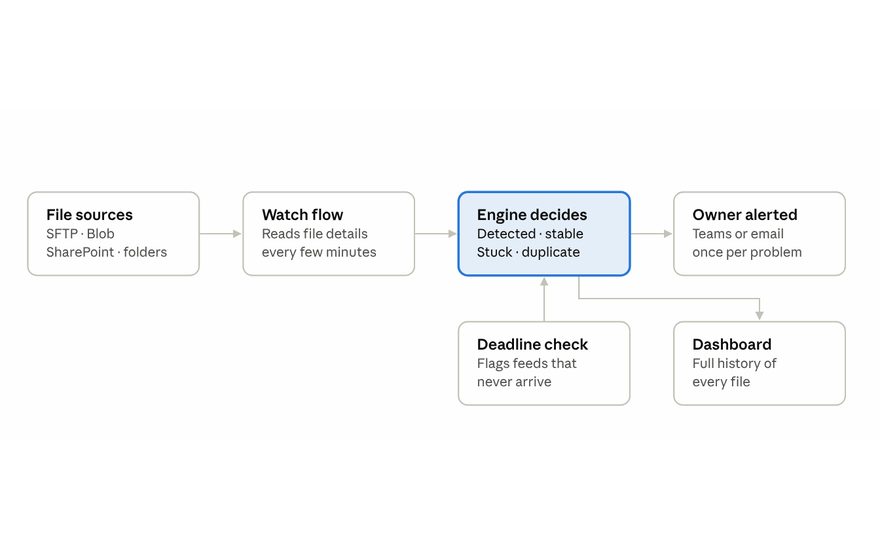 File sources
SFTP · Blob
SharePoint · folders
Watch flow
Reads file details
every few minutes
Engine decides
Detected · stable
Stuck · duplicate
Owner alerted
Teams or email
once per problem
Deadline check
Flags feeds that
never arrive
Dashboard
Full history of
every file